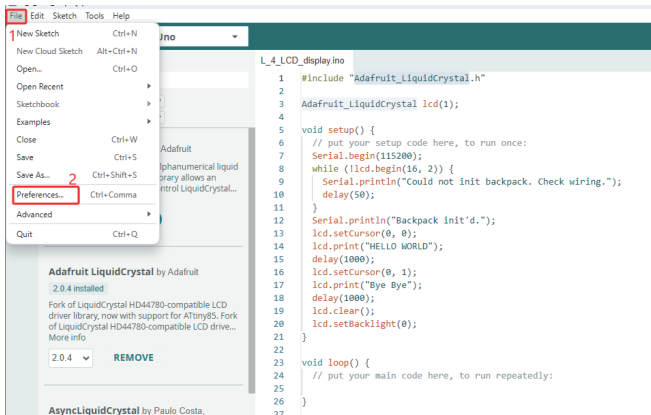 File Edit Sketch Tools Help
1
New Sketch Ctrl+N
New Cloud Sketch Alt+Ctrl+N
Open... Ctrl+O
Open Recent
Sketchbook
Examples
Close Ctrl+W
Save Ctrl+S
Save As... Ctrl+Shift+S
2
Preferences... Ctrl+Comma
Advanced
Quit Ctrl+Q
Uno
Adafruit
lphanumerical liquid
rary allows an
ntrol LiquidCrystal...
Adafruit LiquidCrystal by Adafruit
2.0.4 installed
Fork of LiquidCrystal HD44780-compatible LCD
driver library, now with support for ATtiny85. Fork
of LiquidCrystal HD44780-compatible LCD drive...
More info
2.0.4 REMOVE
AsyncLiquidCrystal by Paulo Costa,
L_4_LCD_display.ino
1 #include "Adafruit_LiquidCrystal.h"
2
3 Adafruit_LiquidCrystal lcd(1);
4
5 void setup() {
6 // put your setup code here, to run once:
7 Serial.begin(115200);
8 while (!lcd.begin(16, 2)) {
9 Serial.println("Could not init backpack. Check wiring.");
10 delay(50);
11 }
12 Serial.println("Backpack init'd.");
13 lcd.setCursor(0, 0);
14 lcd.print("HELLO WORLD");
15 delay(1000);
16 lcd.setCursor(0, 1);
17 lcd.print("Bye Bye");
18 delay(1000);
19 lcd.clear();
20 lcd.setBacklight(0);
21 }
22
23 void loop() {
24 // put your main code here, to run repeatedly:
25
26 }
27